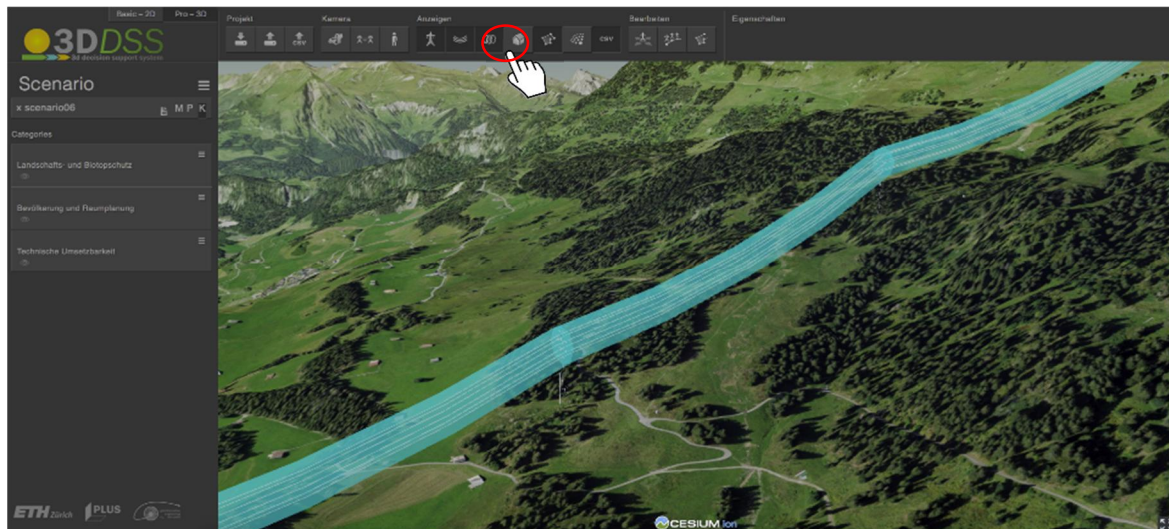 Basic – 2D Pro – 3D
Projekt Kamera Anzeigen Bearbeiten Eigenschaften
CSV CSV
3DDSS
3d decision support system
Scenario
x scenario06 M P K
Categories
Landschafts- und Biotopschutz
Bevölkerung und Raumplanung
Technische Umsetzbarkeit
ETH Zürich PLUS
CESIUM ion